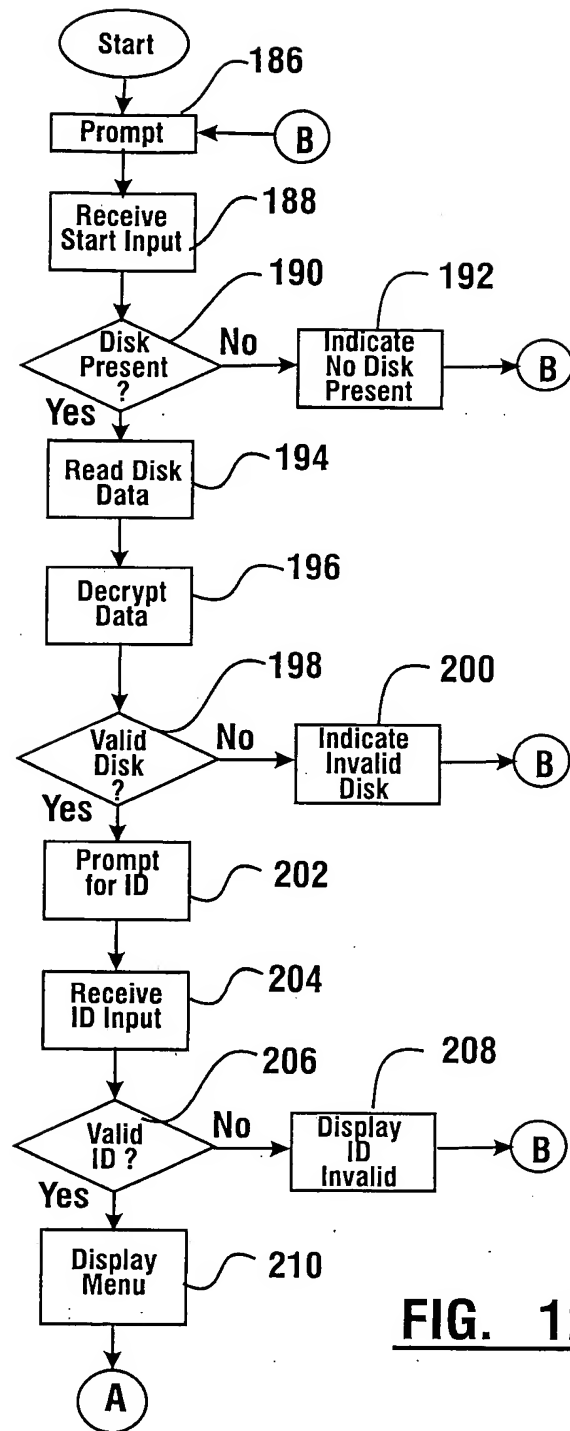 Start
186
Prompt
B
188
Receive
Start Input
190
192
Disk
Present
?
No
Indicate
No Disk
Present
B
Yes
194
Read Disk
Data
196
Decrypt
Data
198
200
Valid
Disk
?
No
Indicate
Invalid
Disk
B
Yes
Prompt
for ID
202
Receive
ID Input
204
206
208
Valid
ID ?
No
Display
ID
Invalid
B
Yes
Display
Menu
210
FIG.
A